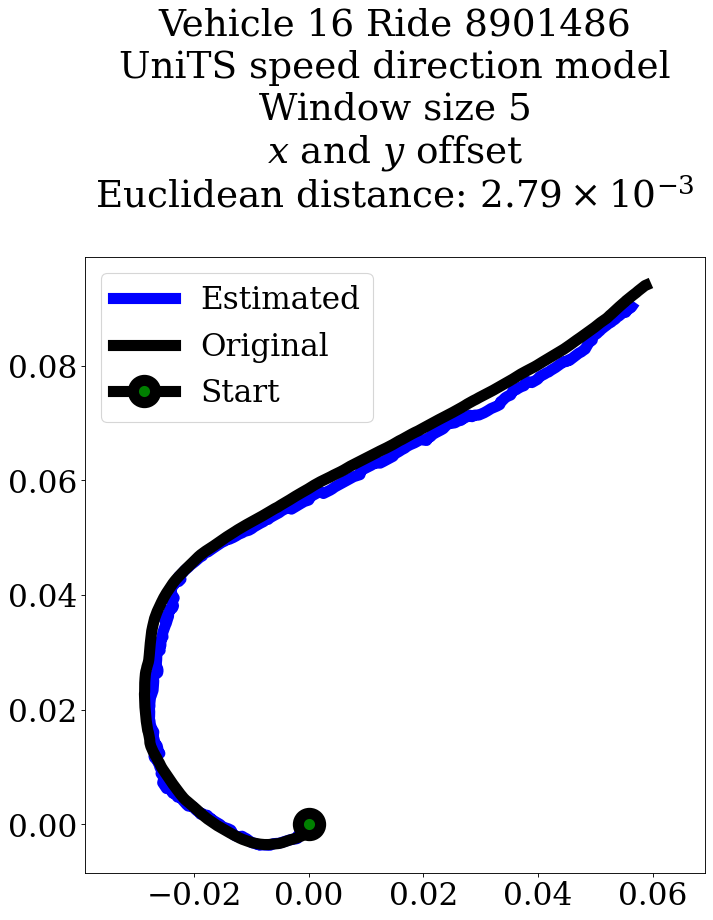 Vehicle 16 Ride 8901486
UniTS speed direction model
Window size 5
x and y offset
Euclidean distance: 2.79 × 10⁻³
Estimated
Original
Start
0.08
0.06
0.04
0.02
0.00
−0.02 0.00 0.02 0.04 0.06